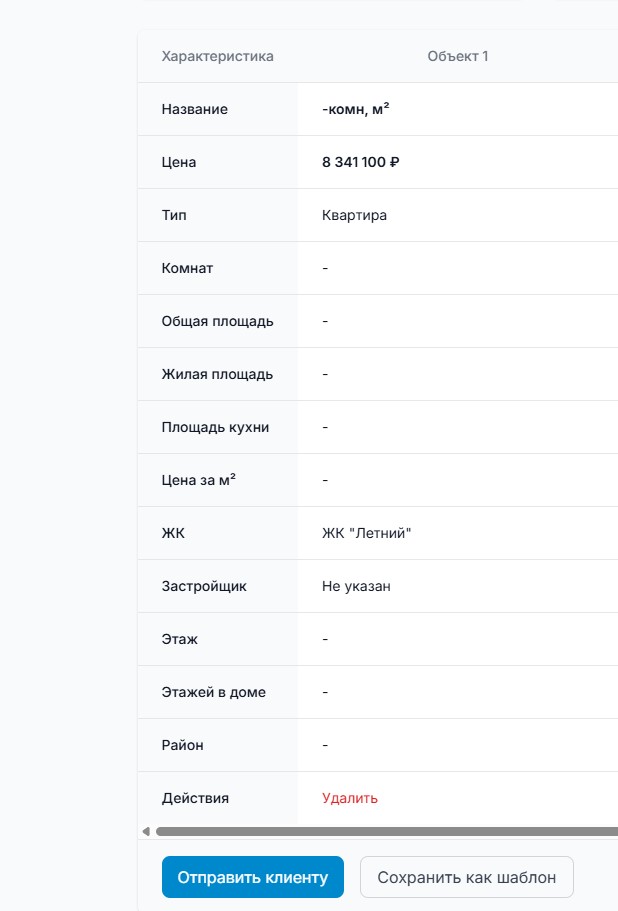 Характеристика Объект 1
Название -комн, м²
Цена 8 341 100 ₽
Тип Квартира
Комнат -
Общая площадь -
Жилая площадь -
Площадь кухни -
Цена за м² -
ЖК ЖК "Летний"
Застройщик Не указан
Этаж -
Этажей в доме -
Район -
Действия Удалить
Отправить клиенту Сохранить как шаблон